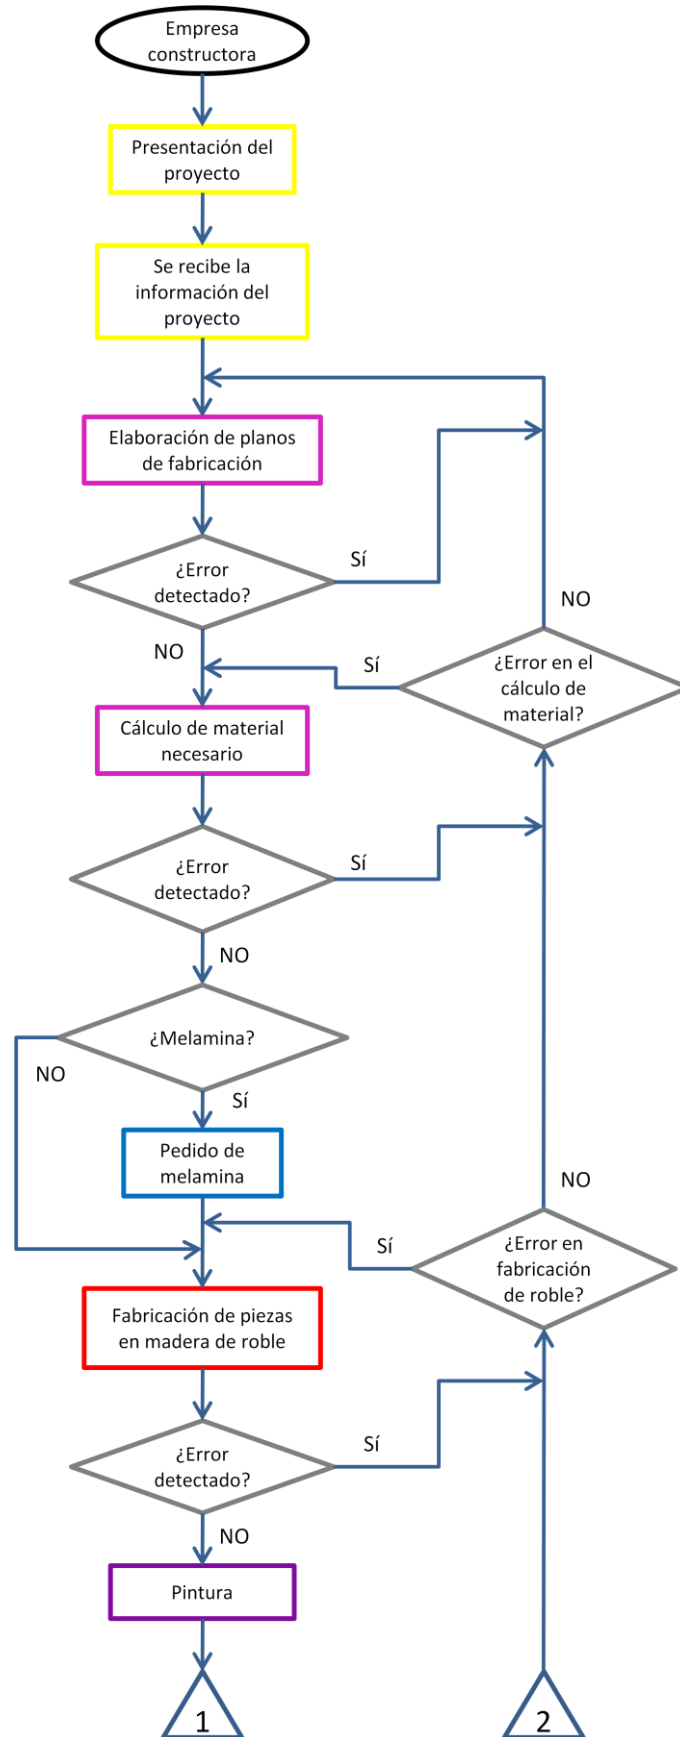 Empresa
constructora
Presentación del
proyecto
Se recibe la
información del
proyecto
Elaboración de planos
de fabricación
¿Error
detectado?
Sí
NO
NO
Sí
¿Error en el
cálculo de
material?
Cálculo de material
necesario
¿Error
detectado?
Sí
NO
¿Melamina?
NO
Sí
Pedido de
melamina
NO
Sí
¿Error en
fabricación
de roble?
Fabricación de piezas
en madera de roble
¿Error
detectado?
Sí
NO
Pintura
1
2